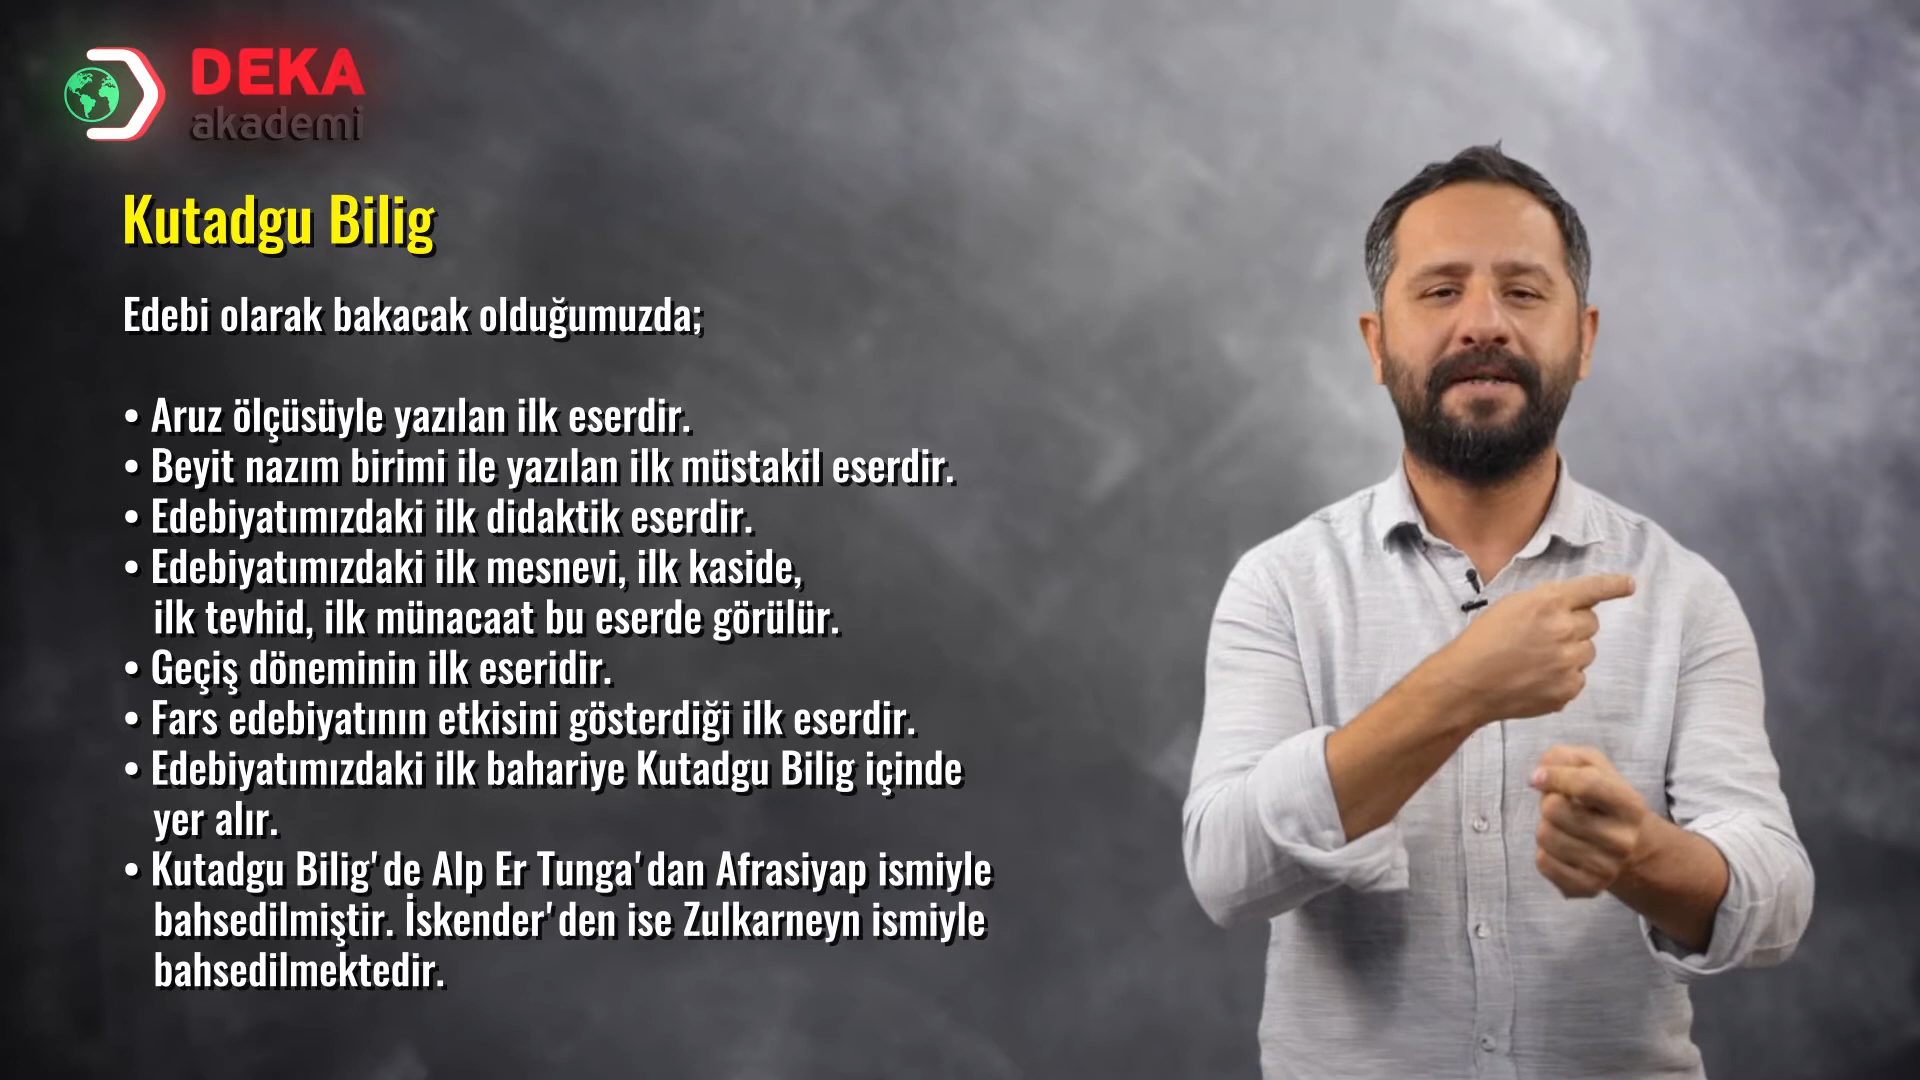 DEKA
akademi
Kutadgu Bilig
Edebi olarak bakacak olduğumuzda;
• Aruz ölçüsüyle yazılan ilk eserdir.
• Beyit nazım birimi ile yazılan ilk müstakil eserdir.
• Edebiyatımızdaki ilk didaktik eserdir.
• Edebiyatımızdaki ilk mesnevi, ilk kaside,
ilk tevhid, ilk münacaat bu eserde görülür.
• Geçiş döneminin ilk eseridir.
• Fars edebiyatının etkisini gösterdiği ilk eserdir.
• Edebiyatımızdaki ilk bahariye Kutadgu Bilig içinde
yer alır.
• Kutadgu Bilig'de Alp Er Tunga'dan Afrasiyap ismiyle
bahsedilmiştir. İskender'den ise Zulkarneyn ismiyle
bahsedilmektedir.